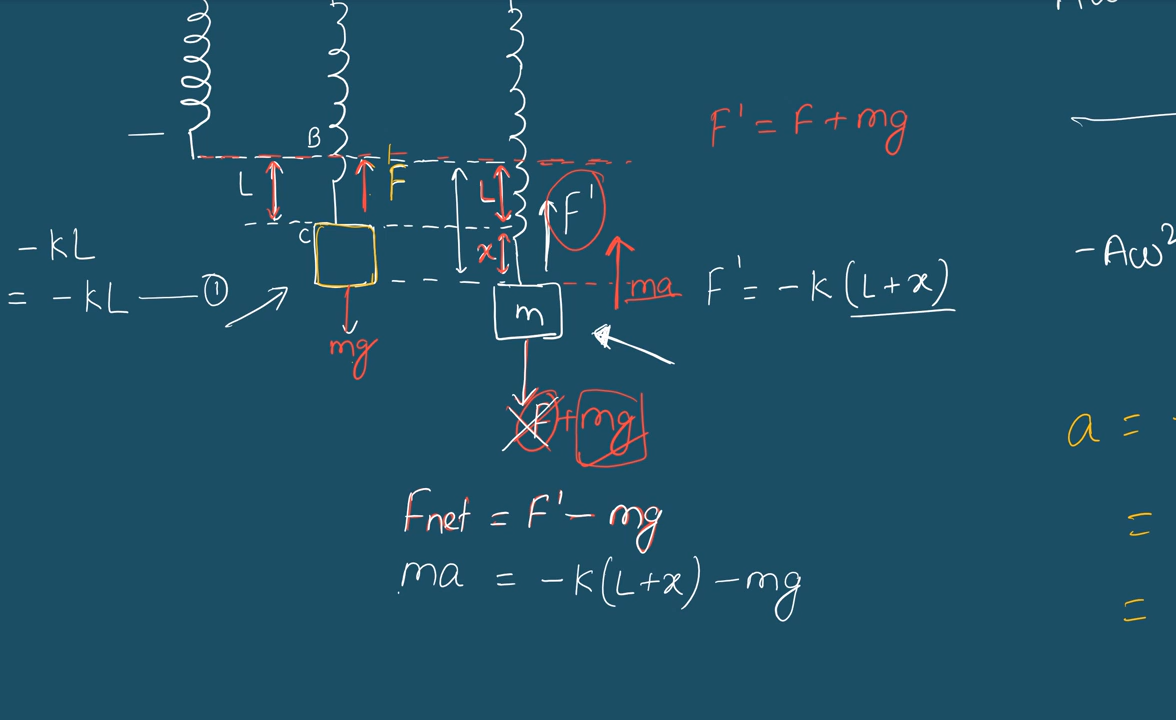 B
L
F
L
F'
F' = F + mg
C
x
- kL
= - kL —— ①
ma
F' = - k (L + x)
- Aω²
m
mg
F + mg
a =
Fnet = F' - mg
=
ma = - k (L + x) - mg
=